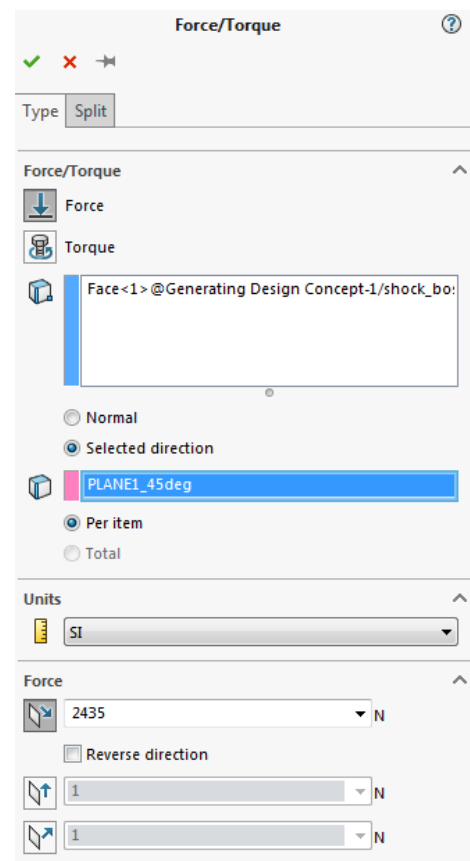 Force/Torque
Type Split
Force/Torque
Force
Torque
Face<1>@Generating Design Concept-1/shock_bo
Normal
Selected direction
PLANE1_45deg
Per item
Total
Units
SI
Force
2435 N
Reverse direction
1 N
1 N